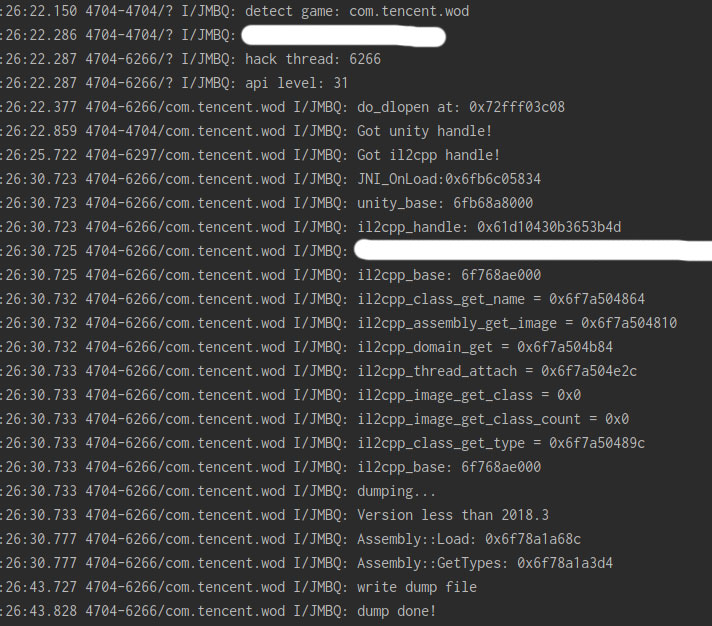 :26:22.150 4704-4704/? I/JMBQ: detect game: com.tencent.wod
:26:22.286 4704-4704/? I/JMBQ:
:26:22.287 4704-6266/? I/JMBQ: hack thread: 6266
:26:22.287 4704-6266/? I/JMBQ: api level: 31
:26:22.377 4704-6266/com.tencent.wod I/JMBQ: do_dlopen at: 0x72fff03c08
:26:22.859 4704-4704/com.tencent.wod I/JMBQ: Got unity handle!
:26:25.722 4704-6297/com.tencent.wod I/JMBQ: Got il2cpp handle!
:26:30.723 4704-6266/com.tencent.wod I/JMBQ: JNI_OnLoad:0x6fb6c05834
:26:30.723 4704-6266/com.tencent.wod I/JMBQ: unity_base: 6fb68a8000
:26:30.723 4704-6266/com.tencent.wod I/JMBQ: il2cpp_handle: 0x61d10430b3653b4d
:26:30.725 4704-6266/com.tencent.wod I/JMBQ:
:26:30.725 4704-6266/com.tencent.wod I/JMBQ: il2cpp_base: 6f768ae000
:26:30.732 4704-6266/com.tencent.wod I/JMBQ: il2cpp_class_get_name = 0x6f7a504864
:26:30.732 4704-6266/com.tencent.wod I/JMBQ: il2cpp_assembly_get_image = 0x6f7a504810
:26:30.732 4704-6266/com.tencent.wod I/JMBQ: il2cpp_domain_get = 0x6f7a504b84
:26:30.733 4704-6266/com.tencent.wod I/JMBQ: il2cpp_thread_attach = 0x6f7a504e2c
:26:30.733 4704-6266/com.tencent.wod I/JMBQ: il2cpp_image_get_class = 0x0
:26:30.733 4704-6266/com.tencent.wod I/JMBQ: il2cpp_image_get_class_count = 0x0
:26:30.733 4704-6266/com.tencent.wod I/JMBQ: il2cpp_class_get_type = 0x6f7a50489c
:26:30.733 4704-6266/com.tencent.wod I/JMBQ: il2cpp_base: 6f768ae000
:26:30.733 4704-6266/com.tencent.wod I/JMBQ: dumping...
:26:30.733 4704-6266/com.tencent.wod I/JMBQ: Version less than 2018.3
:26:30.777 4704-6266/com.tencent.wod I/JMBQ: Assembly::Load: 0x6f78a1a68c
:26:30.777 4704-6266/com.tencent.wod I/JMBQ: Assembly::GetTypes: 0x6f78a1a3d4
:26:43.727 4704-6266/com.tencent.wod I/JMBQ: write dump file
:26:43.828 4704-6266/com.tencent.wod I/JMBQ: dump done!